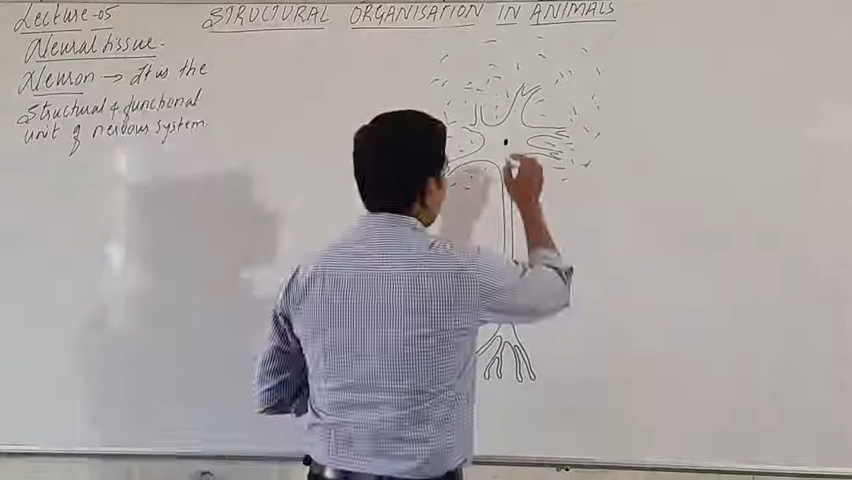 Lecture-05
STRUCTURAL ORGANISATION IN ANIMALS
Neural tissue.
Neuron → It is the
Structural & functional
unit of nervous system.